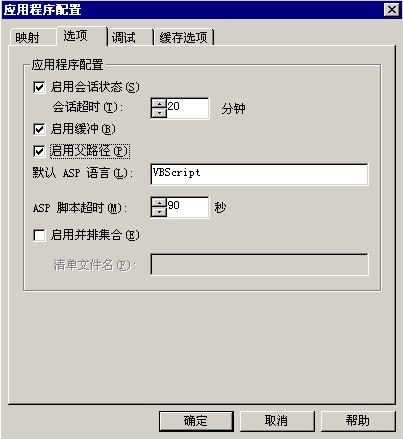 应用程序配置
映射 选项 调试 缓存选项
应用程序配置
启用会话状态(S)
会话超时(T): 20 分钟
启用缓冲(B)
启用父路径(P)
默认 ASP 语言(L): VBScript
ASP 脚本超时(M): 90 秒
启用并排集合(E)
清单文件名(F):
确定 取消 帮助